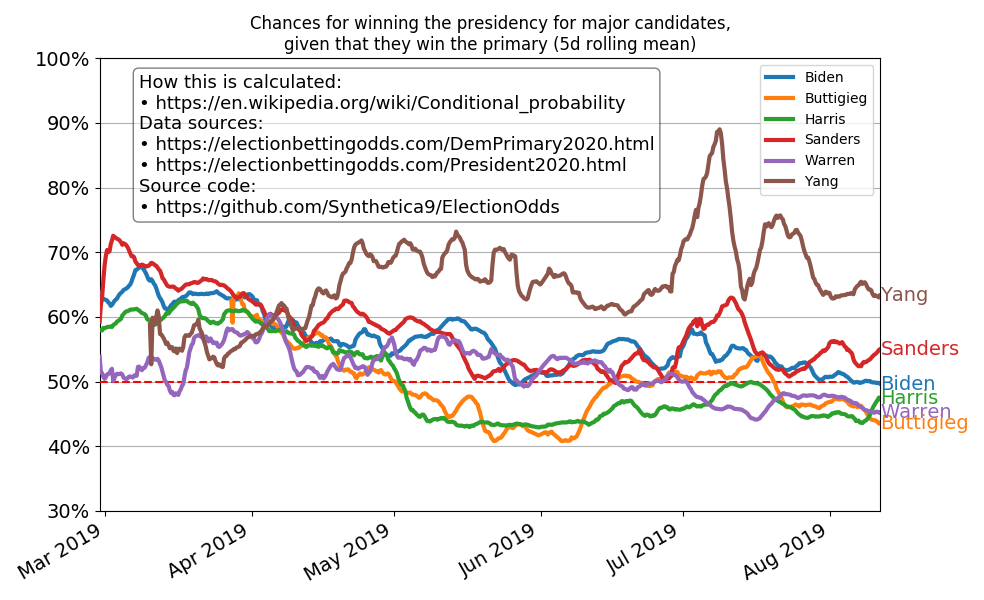 Chances for winning the presidency for major candidates,
given that they win the primary (5d rolling mean)
100%
90%
80%
70%
60%
50%
40%
30%
How this is calculated:
• https://en.wikipedia.org/wiki/Conditional_probability
Data sources:
• https://electionbettingodds.com/DemPrimary2020.html
• https://electionbettingodds.com/President2020.html
Source code:
• https://github.com/Synthetica9/ElectionOdds
Biden
Buttigieg
Harris
Sanders
Warren
Yang
Yang
Sanders
Biden
Harris
Warren
Buttigieg
Mar 2019
Apr 2019
May 2019
Jun 2019
Jul 2019
Aug 2019